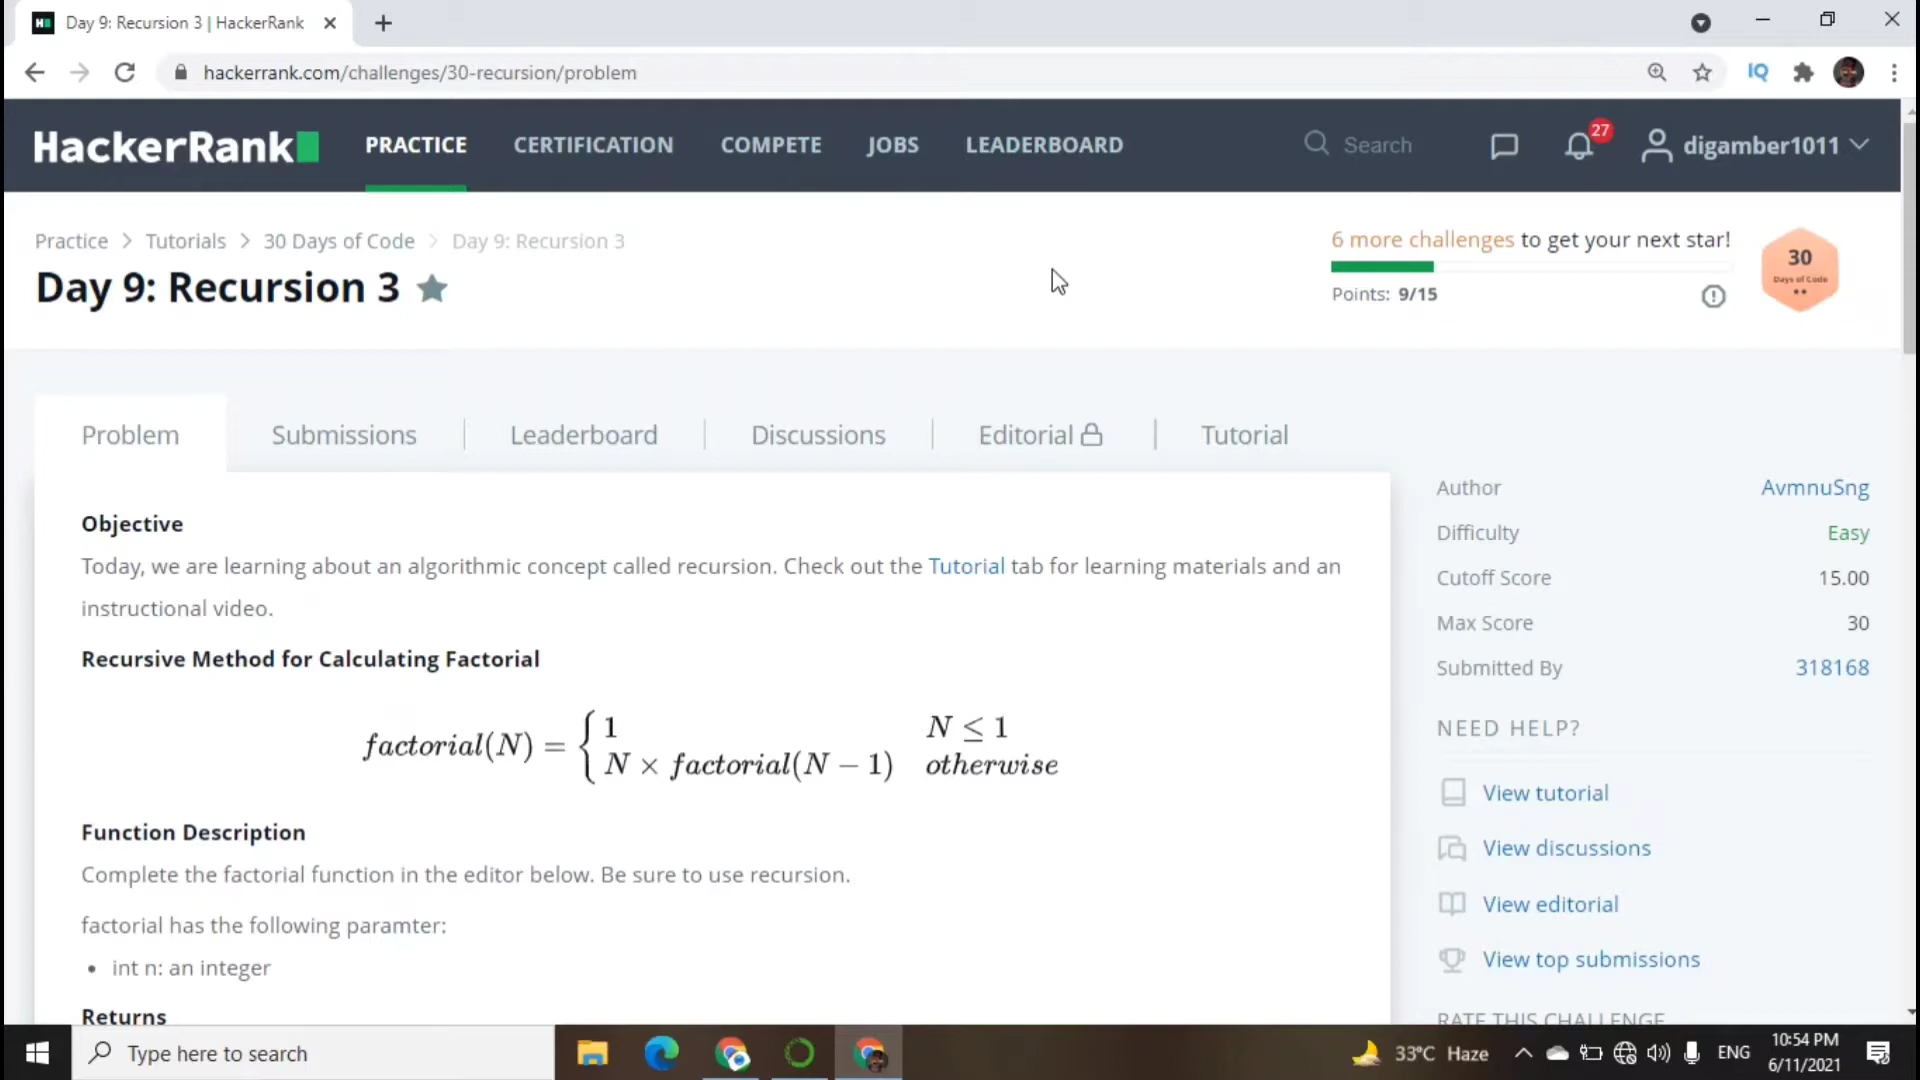 Day 9: Recursion 3 | HackerRank
hackerrank.com/challenges/30-recursion/problem
IQ
H
HackerRank
PRACTICE
CERTIFICATION
COMPETE
JOBS
LEADERBOARD
Search
27
digamber1011
Practice > Tutorials > 30 Days of Code > Day 9: Recursion 3
Day 9: Recursion 3
6 more challenges to get your next star!
Points: 9/15
30
Days of Code
Problem
Submissions
Leaderboard
Discussions
Editorial
Tutorial
Objective
Today, we are learning about an algorithmic concept called recursion. Check out the Tutorial tab for learning materials and an
instructional video.
Recursive Method for Calculating Factorial
factorial(N) = { 1 N ≤ 1
N × factorial(N − 1) otherwise
Function Description
Complete the factorial function in the editor below. Be sure to use recursion.
factorial has the following paramter:
• int n: an integer
Returns
Author AvmnuSng
Difficulty Easy
Cutoff Score 15.00
Max Score 30
Submitted By 318168
NEED HELP?
View tutorial
View discussions
View editorial
View top submissions
RATE THIS CHALLENGE
Type here to search
33°C Haze
ENG
10:54 PM
6/11/2021